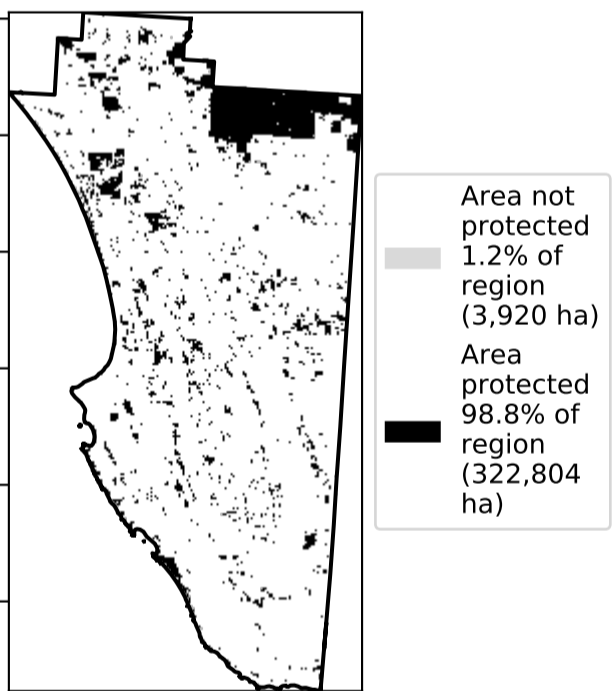 Area not
protected
1.2% of
region
(3,920 ha)
Area
protected
98.8% of
region
(322,804
ha)